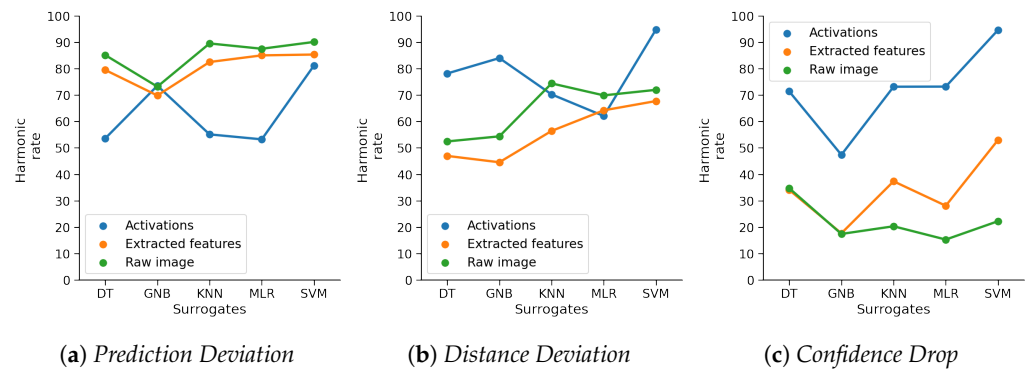 100
90
80
70
60
50
40
30
20
10
0
Harmonic
rate
Activations
Extracted features
Raw image
DT GNB KNN MLR SVM
Surrogates
(a) Prediction Deviation
100
90
80
70
60
50
40
30
20
10
0
Harmonic
rate
Activations
Extracted features
Raw image
DT GNB KNN MLR SVM
Surrogates
(b) Distance Deviation
100
90
80
70
60
50
40
30
20
10
0
Harmonic
rate
Activations
Extracted features
Raw image
DT GNB KNN MLR SVM
Surrogates
(c) Confidence Drop